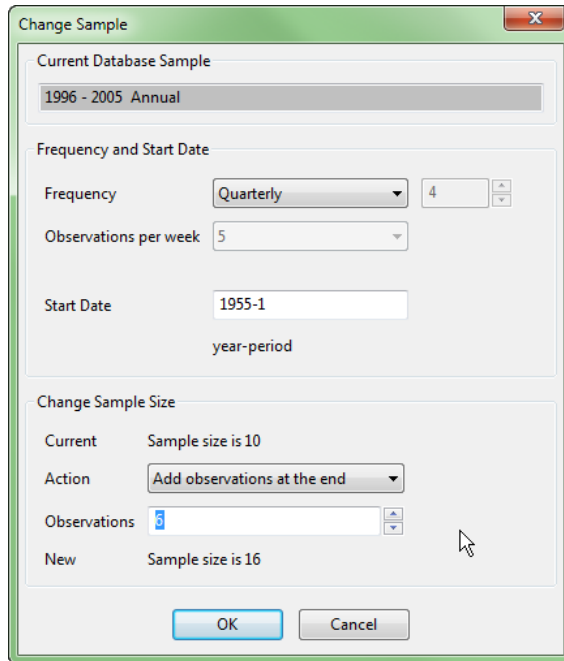 Change Sample
Current Database Sample
1996 - 2005 Annual
Frequency and Start Date
Frequency Quarterly 4
Observations per week 5
Start Date 1955-1
year-period
Change Sample Size
Current Sample size is 10
Action Add observations at the end
Observations 6
New Sample size is 16
OK Cancel